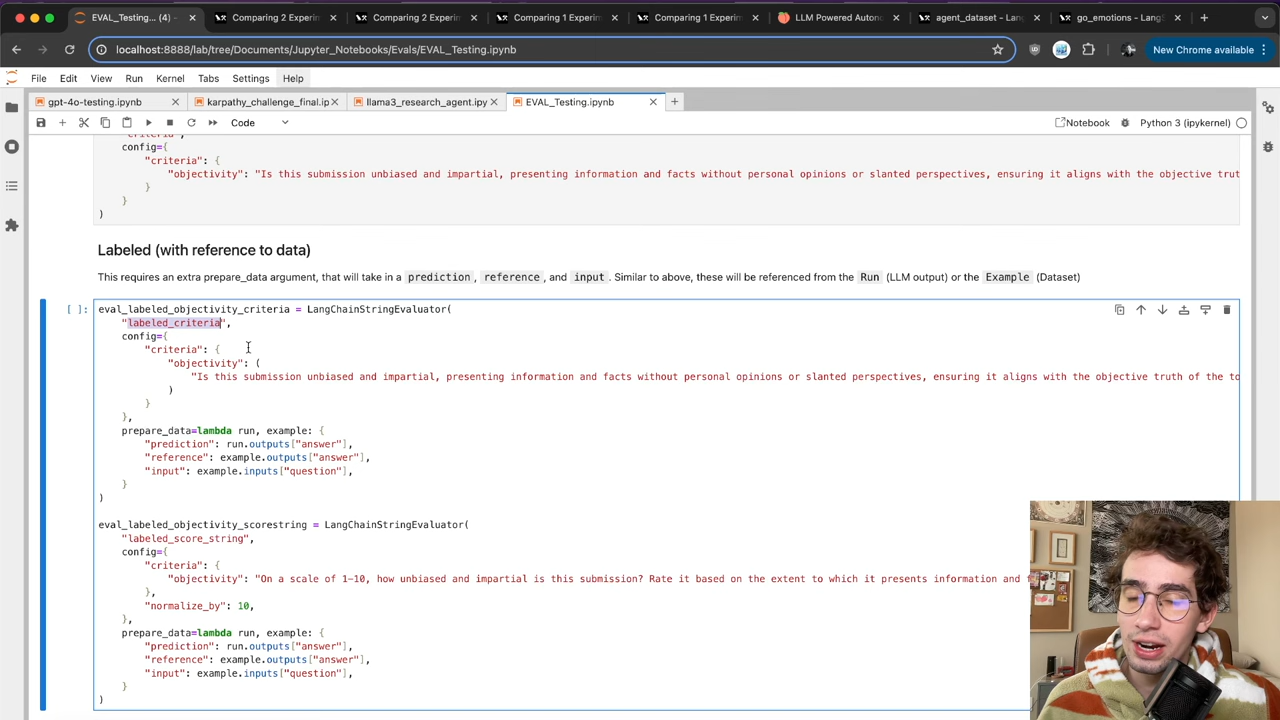 EVAL_Testing... (4) -
Comparing 2 Experim
Comparing 2 Experim
Comparing 1 Experim
Comparing 1 Experim
LLM Powered Autono
agent_dataset - Lan
go_emotions - Lang
localhost:8888/lab/tree/Documents/Jupyter_Notebooks/Evals/EVAL_Testing.ipynb
New Chrome available
File Edit View Run Kernel Tabs Settings Help
gpt-4o-testing.ipynb
karpathy_challenge_final.ip
llama3_research_agent.ipy
EVAL_Testing.ipynb
Code
Notebook
Python 3 (ipykernel)
"criteria",
config={
"criteria": {
"objectivity": "Is this submission unbiased and impartial, presenting information and facts without personal opinions or slanted perspectives, ensuring it aligns with the objective trut
}
}
)
Labeled (with reference to data)
This requires an extra prepare_data argument, that will take in a prediction, reference, and input. Similar to above, these will be referenced from the Run (LLM output) or the Example (Dataset)
[ ]: eval_labeled_objectivity_criteria = LangChainStringEvaluator(
"labeled_criteria",
config={
"criteria": {
"objectivity": (
"Is this submission unbiased and impartial, presenting information and facts without personal opinions or slanted perspectives, ensuring it aligns with the objective truth of the to
)
}
},
prepare_data=lambda run, example: {
"prediction": run.outputs["answer"],
"reference": example.outputs["answer"],
"input": example.inputs["question"],
}
)
eval_labeled_objectivity_scorestring = LangChainStringEvaluator(
"labeled_score_string",
config={
"criteria": {
"objectivity": "On a scale of 1-10, how unbiased and impartial is this submission? Rate it based on the extent to which it presents information and f
},
"normalize_by": 10,
},
prepare_data=lambda run, example: {
"prediction": run.outputs["answer"],
"reference": example.outputs["answer"],
"input": example.inputs["question"],
}
)